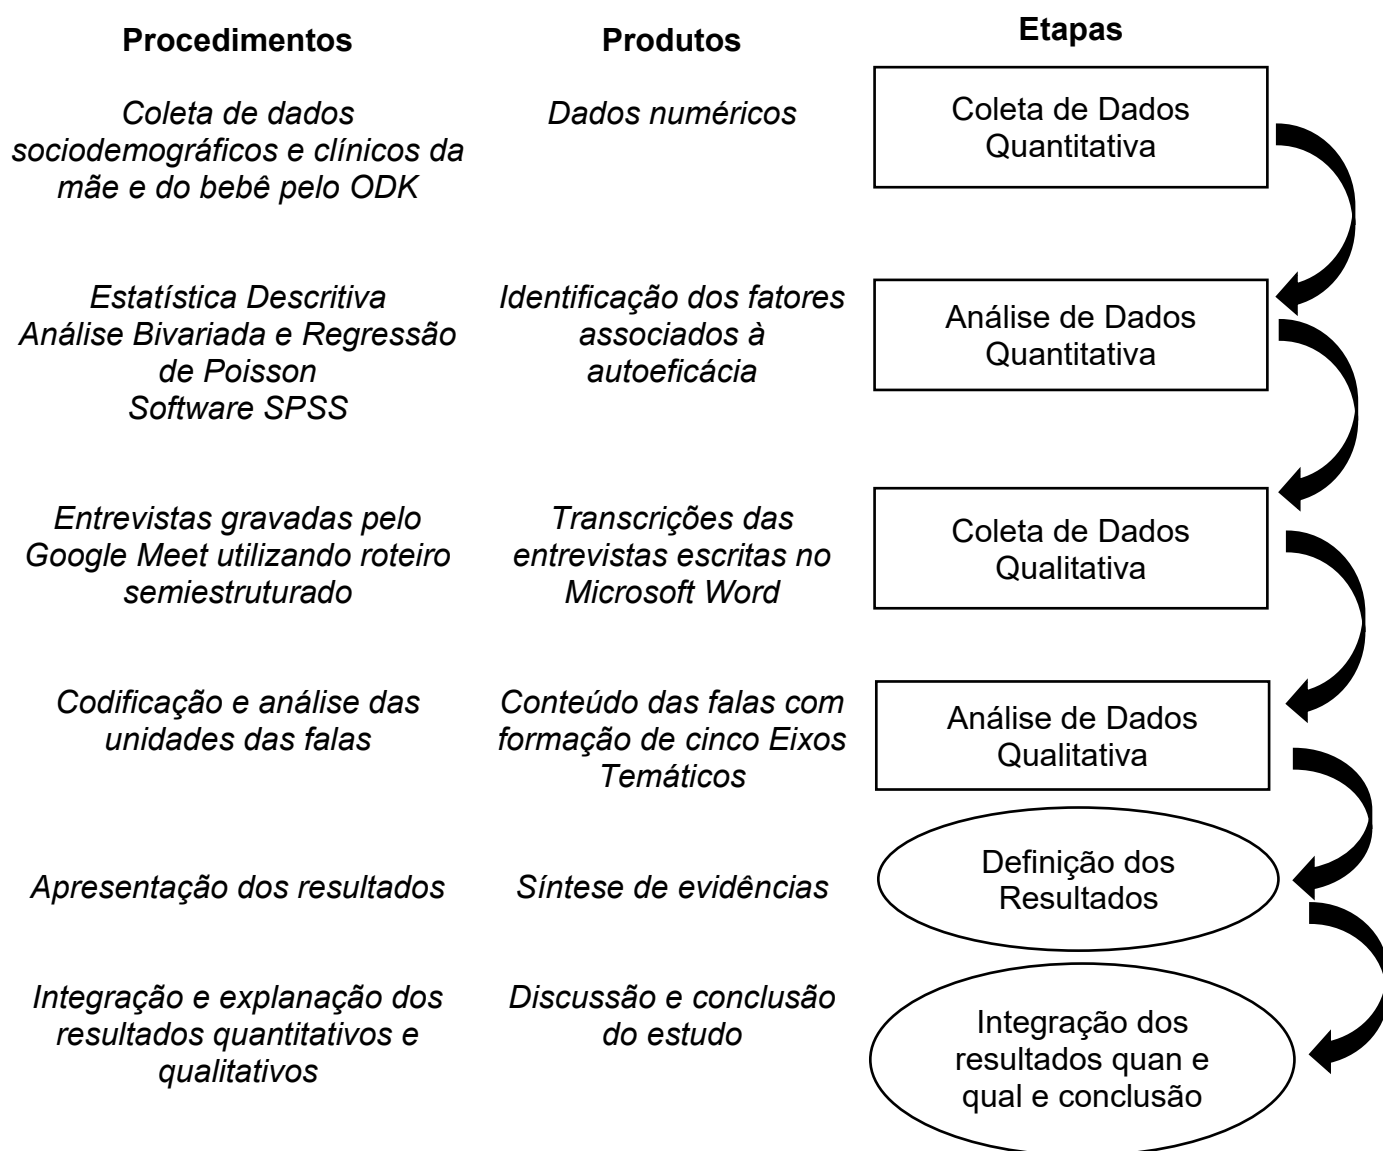 Procedimentos
Produtos
Etapas
Coleta de dados
sociodemográficos e clínicos da
mãe e do bebê pelo ODK
Dados numéricos
Coleta de Dados
Quantitativa
Estatística Descritiva
Análise Bivariada e Regressão
de Poisson
Software SPSS
Identificação dos fatores
associados à
autoeficácia
Análise de Dados
Quantitativa
Entrevistas gravadas pelo
Google Meet utilizando roteiro
semiestruturado
Transcrições das
entrevistas escritas no
Microsoft Word
Coleta de Dados
Qualitativa
Codificação e análise das
unidades das falas
Conteúdo das falas com
formação de cinco Eixos
Temáticos
Análise de Dados
Qualitativa
Apresentação dos resultados
Síntese de evidências
Definição dos
Resultados
Integração e explanação dos
resultados quantitativos e
qualitativos
Discussão e conclusão
do estudo
Integração dos
resultados quan e
qual e conclusão